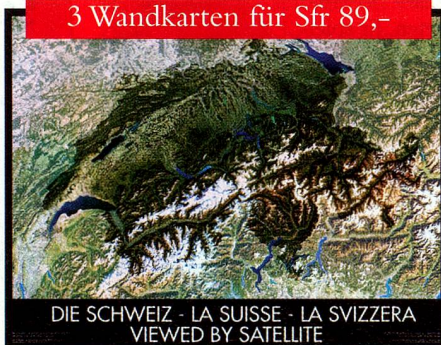 3 Wandkarten für Sfr 89,–
DIE SCHWEIZ - LA SUISSE - LA SVIZZERA
VIEWED BY SATELLITE